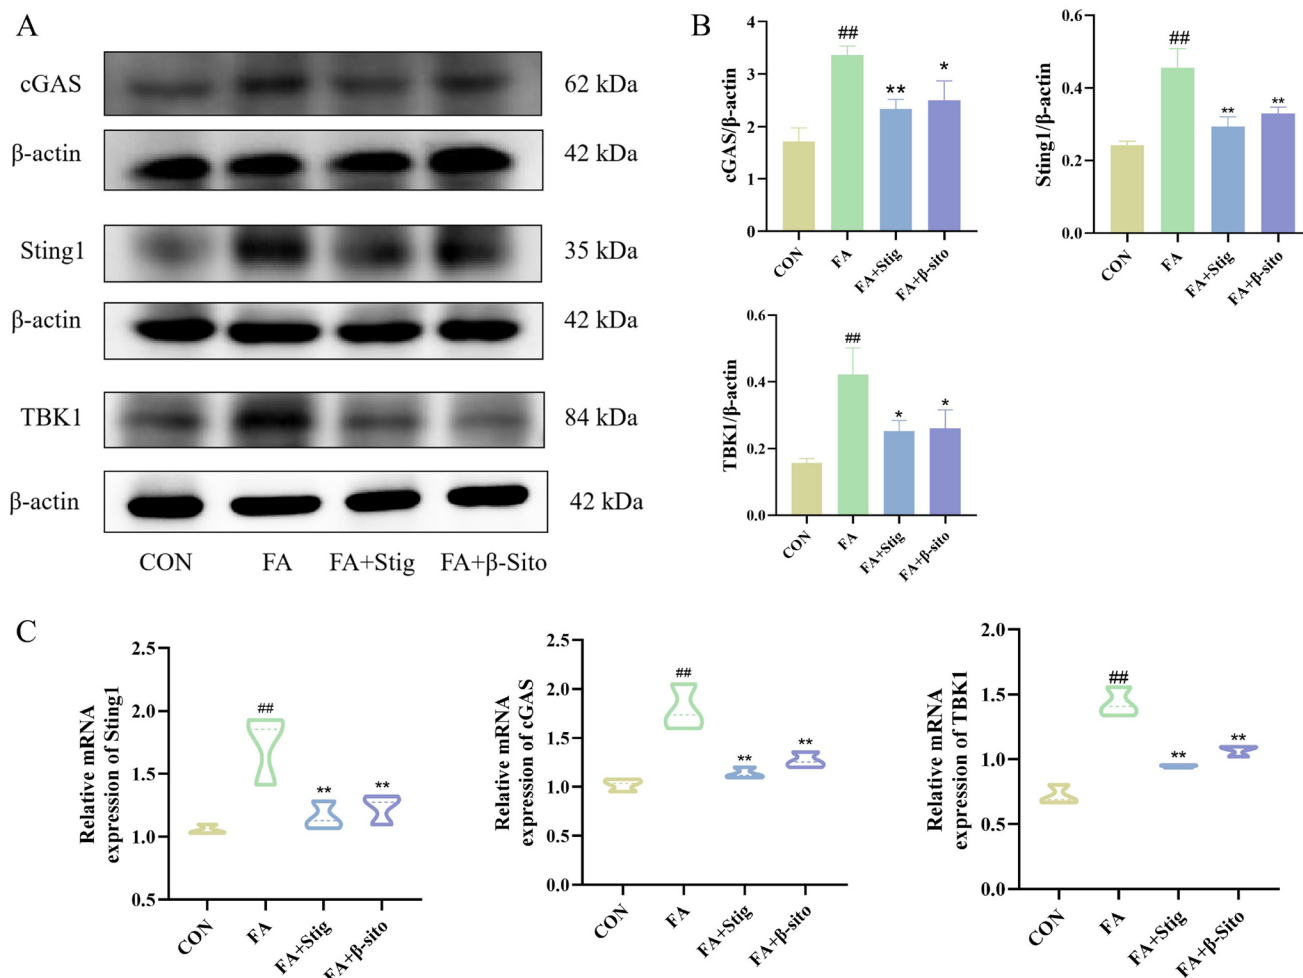 A
cGAS 62 kDa
β-actin 42 kDa
Sting1 35 kDa
β-actin 42 kDa
TBK1 84 kDa
β-actin 42 kDa
CON FA FA+Stig FA+β-Sito
B
cGAS/β-actin
4
3
2
1
0
##
**
*
CON FA FA+Stig FA+β-sito
Sting1/β-actin
0.6
0.4
0.2
0.0
##
**
**
CON FA FA+Stig FA+β-sito
TBK1/β-actin
0.6
0.4
0.2
0.0
##
*
*
CON FA FA+Stig FA+β-sito
C
Relative mRNA
expression of Sting1
2.5
2.0
1.5
1.0
0.5
##
**
**
CON FA FA+Stig FA+β-sito
Relative mRNA
expression of cGAS
2.5
2.0
1.5
1.0
0.5
0.0
##
**
**
CON FA FA+Stig FA+β-sito
Relative mRNA
expression of TBK1
2.0
1.5
1.0
0.5
0.0
##
**
**
CON FA FA+Stig FA+β-sito